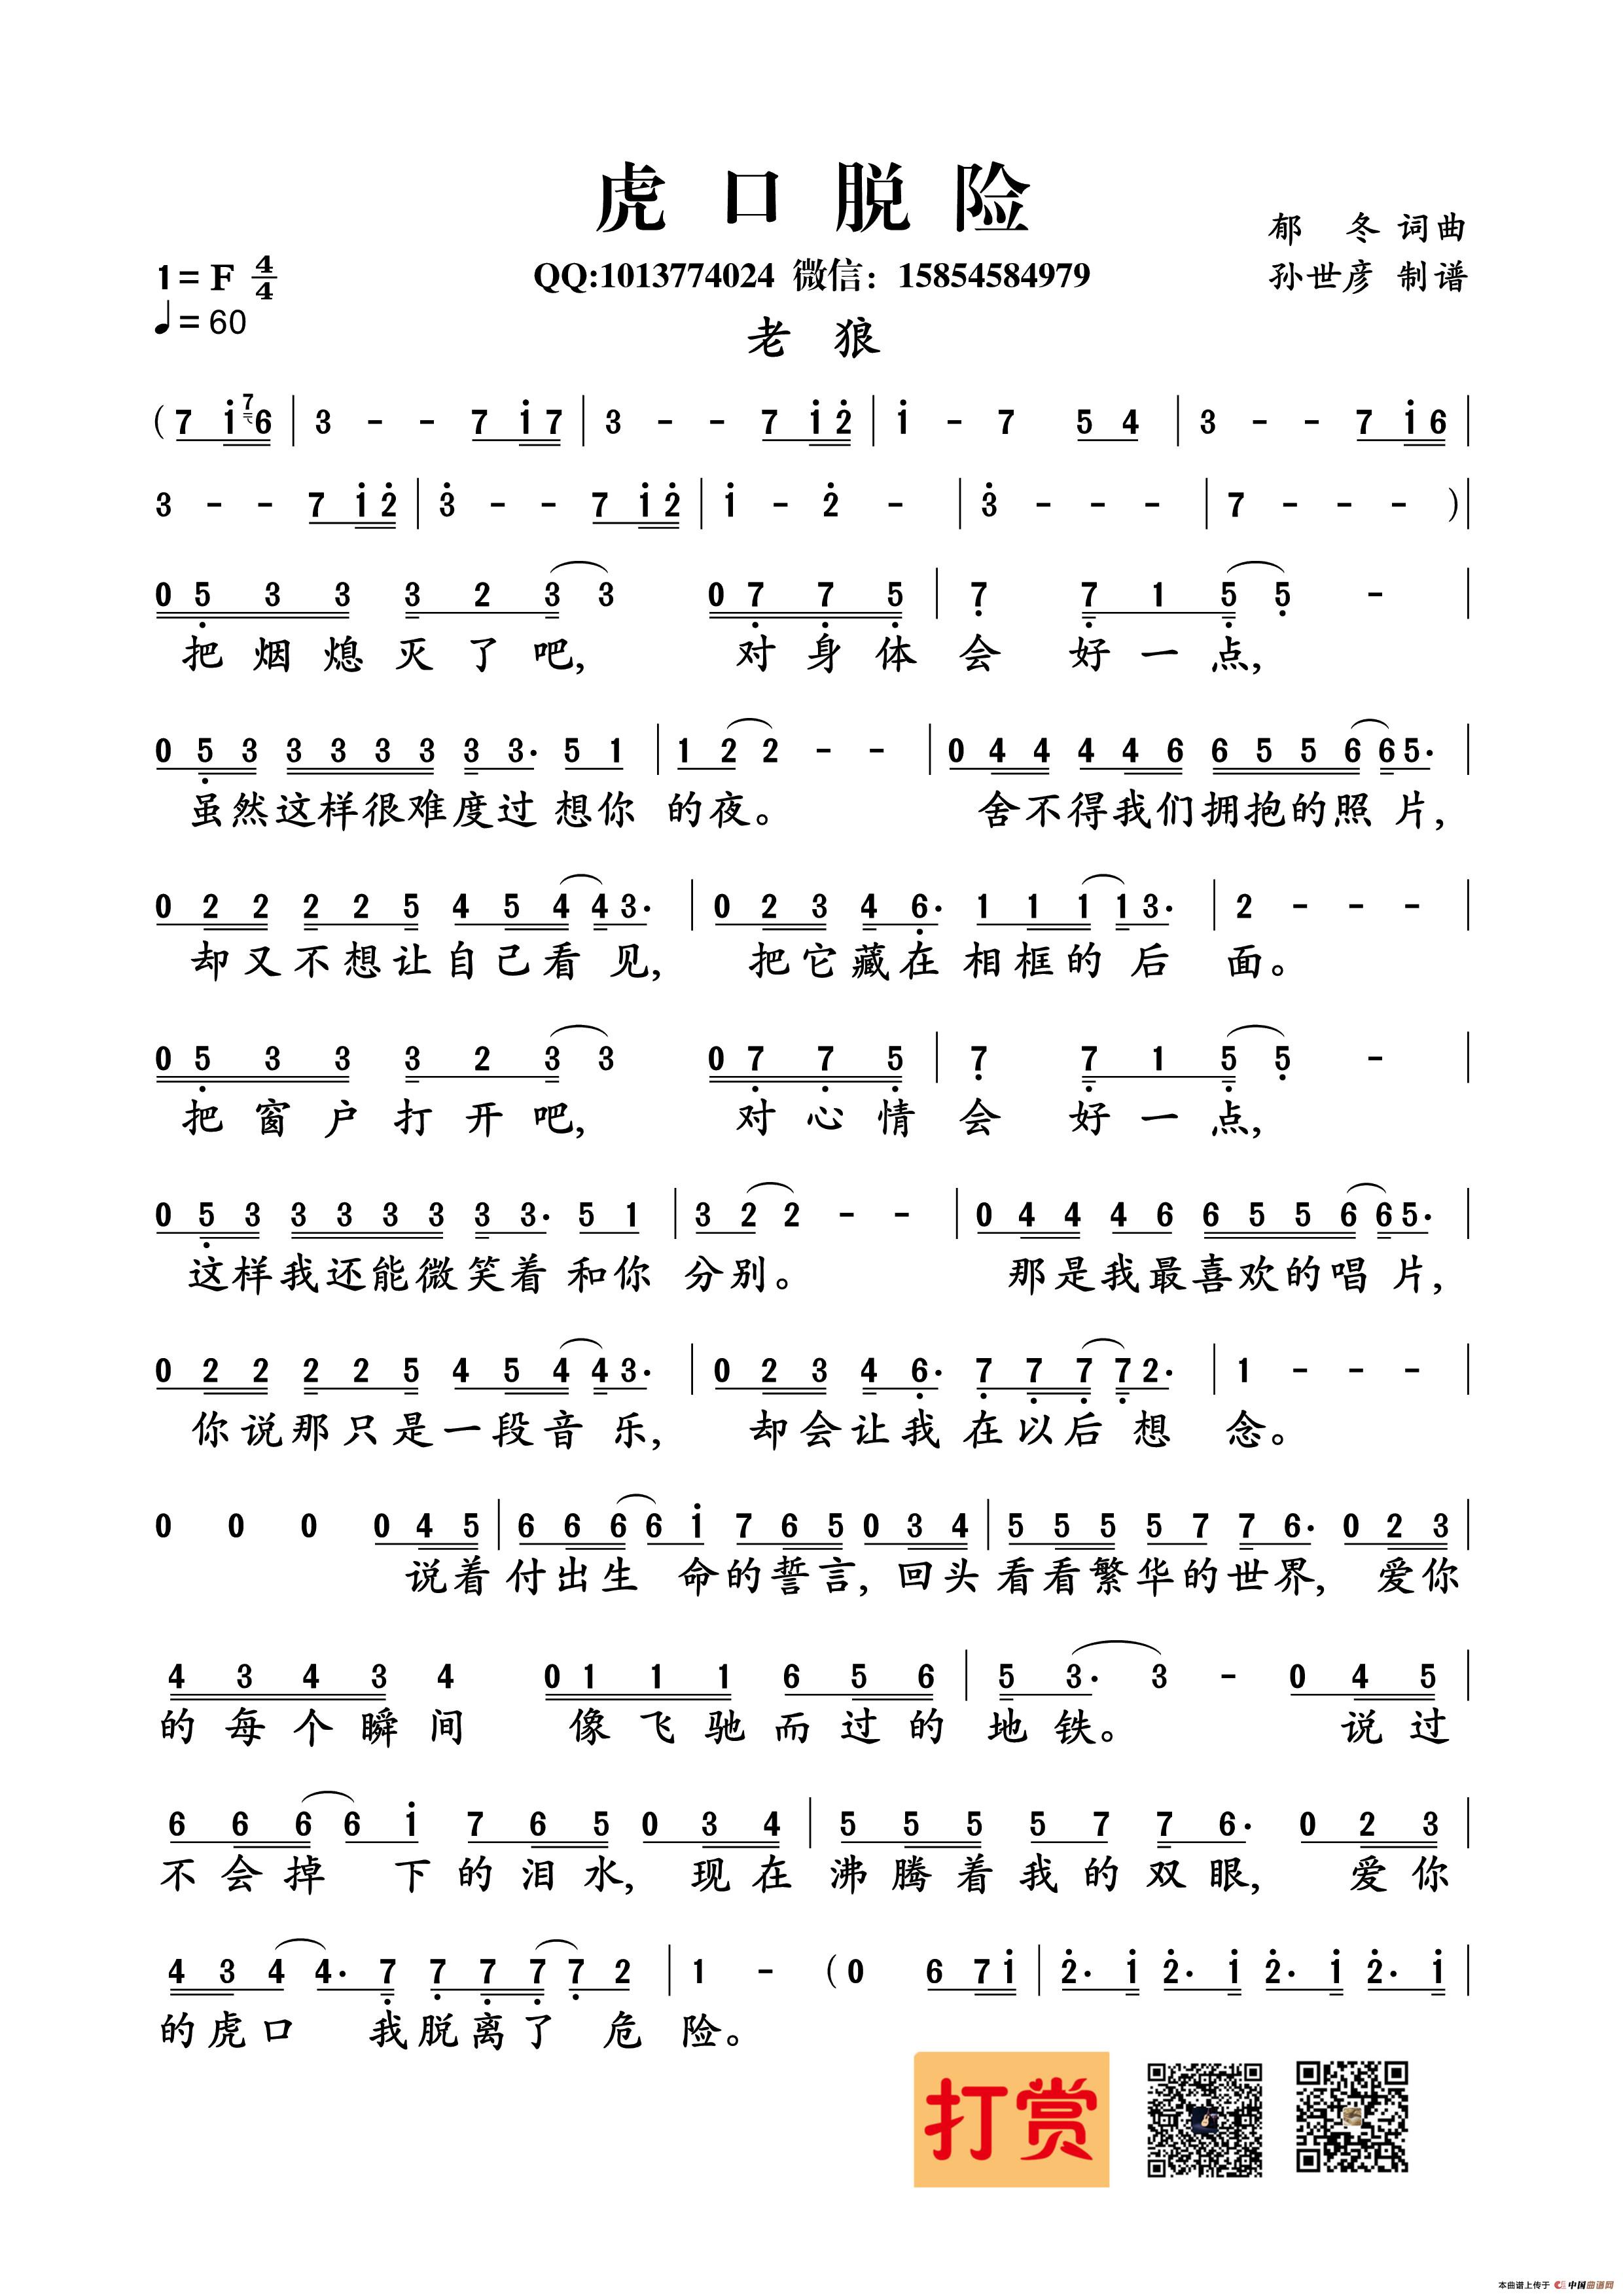 虎口脱险
郁 冬 词曲
1=F 4/4
QQ:1013774024 微信：15854584979
孙世彦 制谱
♩=60
老 狼
( 7 i 7 6 | 3 - - 7 i 7 | 3 - - 7 i 2̇ | i - 7 5 4 | 3 - - 7 i 6 |
3 - - 7 i 2̇ | 3̇ - - 7 i 2̇ | i - 2̇ - | 3̇ - - - | 7 - - - ) |
0 5̣ 3 3 3 2 3 3 0 7̣ 7̣ 5̣ | 7̣ 7̣ 1 5̣ 5̣ - |
把烟熄灭了吧, 对身体会 好一点,
0 5̣ 3 3 3 3 3 3 3. 5 1 | 1 2 2 - - | 0 4 4 4 4 6 6 5 5 6 6 5. |
虽然这样很难度过想你的夜。 舍不得我们拥抱的照片,
0 2 2 2 2 5 4 5 4 4 3. | 0 2 3 4 6̣. 1 1 1 1 3. | 2 - - - |
却又不想让自己看见, 把它藏在相框的后面。
0 5̣ 3 3 3 2 3 3 0 7̣ 7̣ 5̣ | 7̣ 7̣ 1 5̣ 5̣ - |
把窗户打开吧, 对心情会 好一点,
0 5̣ 3 3 3 3 3 3 3. 5 1 | 3 2 2 - - | 0 4 4 4 6 6 5 5 6 6 5. |
这样我还能微笑着和你分别。 那是我最喜欢的唱片,
0 2 2 2 2 5 4 5 4 4 3. | 0 2 3 4 6̣. 7̣ 7̣ 7̣ 7̣ 2. | 1 - - - |
你说那只是一段音乐, 却会让我在以后想念。
0 0 0 0 4 5 | 6 6 6 6 i 7 6 5 0 3 4 | 5 5 5 5 7 7 6. 0 2 3 |
说着付出生 命的誓言, 回头看看繁华的世界, 爱你
4 3 4 3 4 0 1 1 1 6 5 6 | 5 3. 3 - 0 4 5 |
的每个瞬间 像飞驰而过的地铁。 说过
6 6 6 6 i 7 6 5 0 3 4 | 5 5 5 5 7 7 6. 0 2 3 |
不会掉 下的泪水, 现在沸腾着我的双眼, 爱你
4 3 4 4. 7̣ 7̣ 7̣ 7̣ 7̣ 2 | 1 - ( 0 6 7 i | 2̇. i 2̇. i 2̇. i 2̇. i |
的虎口 我脱离了 危险。
打赏
本曲谱上传于 中国曲谱网